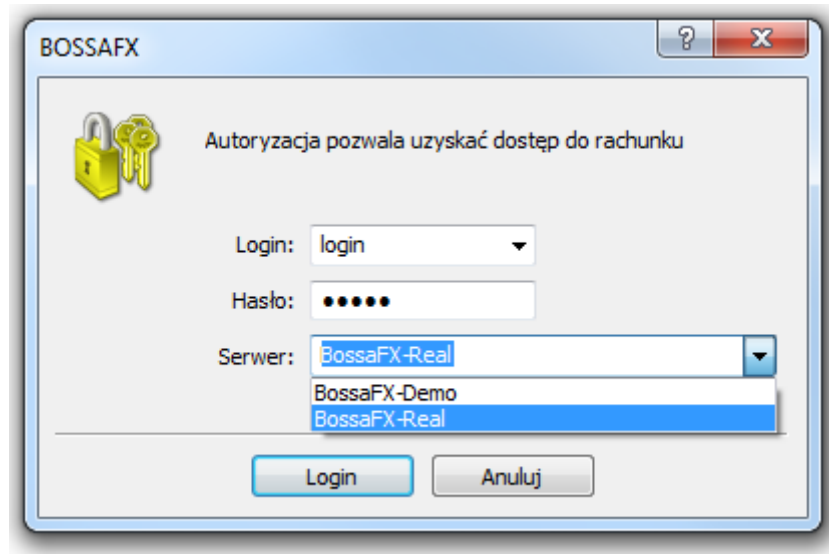 BOSSAFX
Autoryzacja pozwala uzyskać dostęp do rachunku
Login: login
Hasło: •••••
Serwer: BossaFX-Real
BossaFX-Demo
BossaFX-Real
Login Anuluj